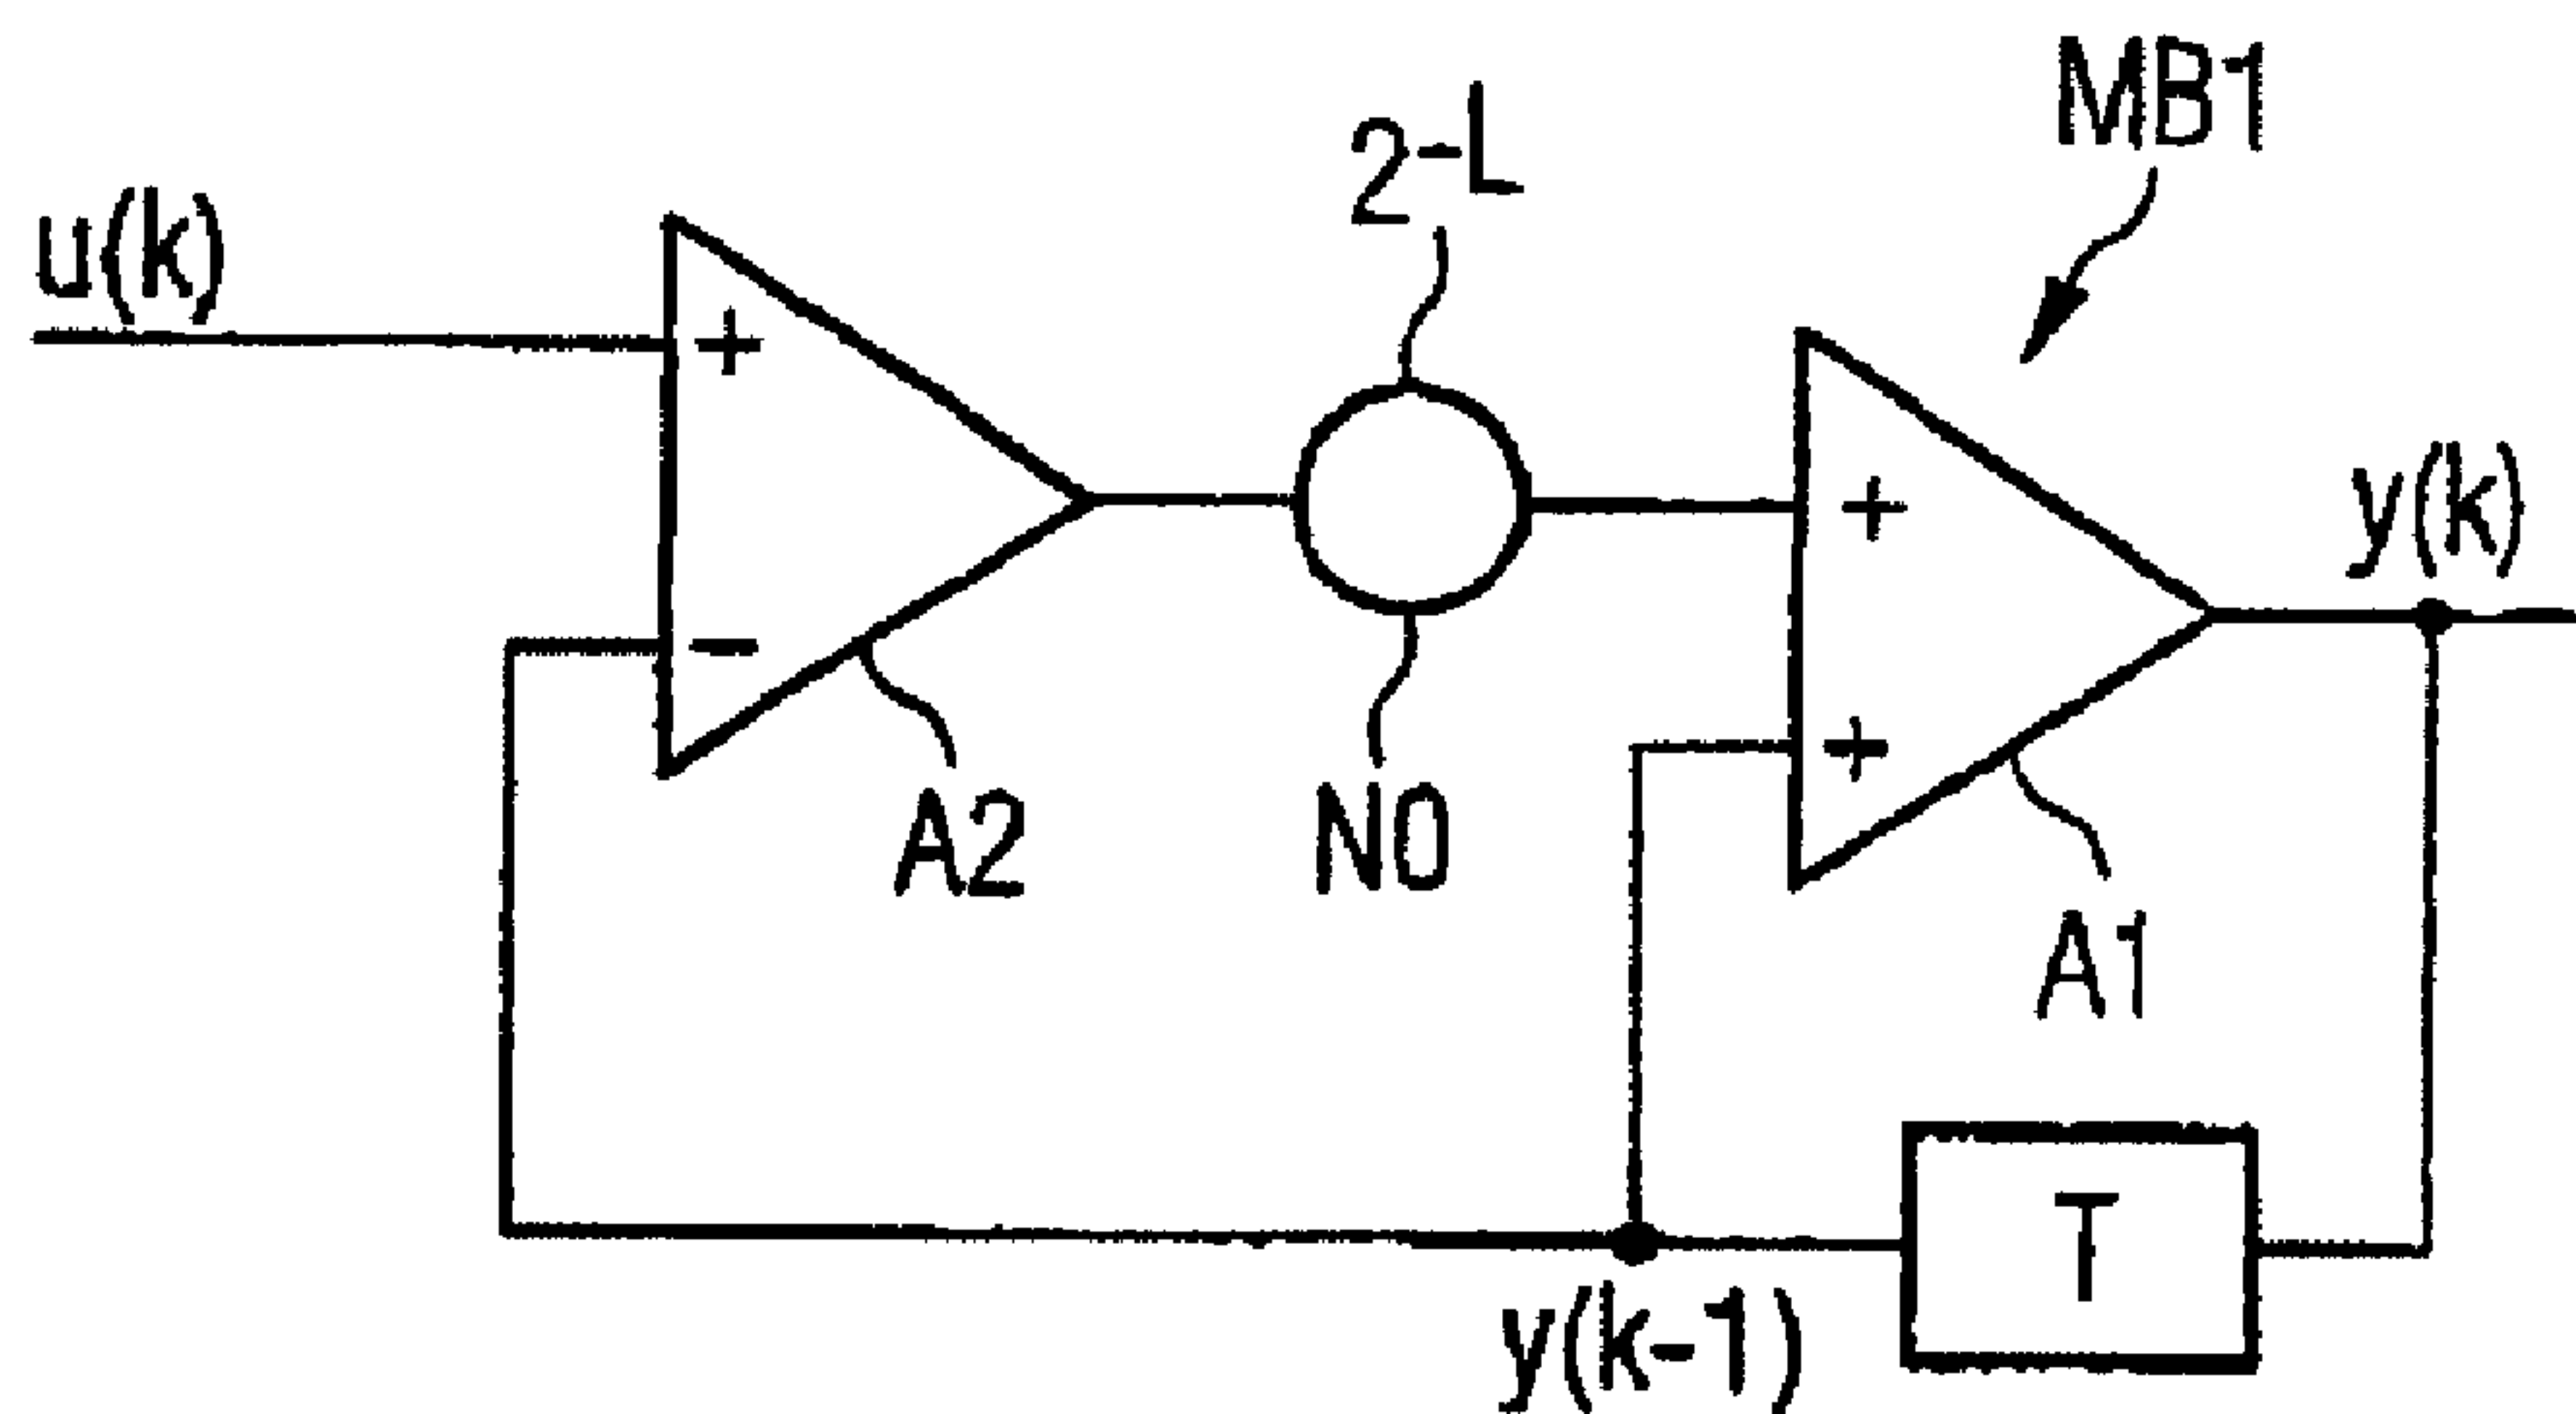 MB1
2-L
u(k)
+
+
y(k)
-
+
A2
N0
A1
T
y(k-1)